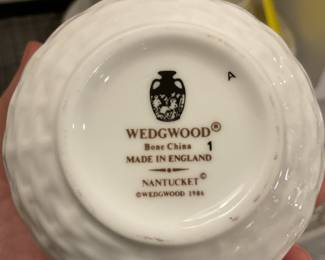 A
WEDGWOOD®
Bone China 1
MADE IN ENGLAND
NANTUCKET©
©WEDGWOOD 1986